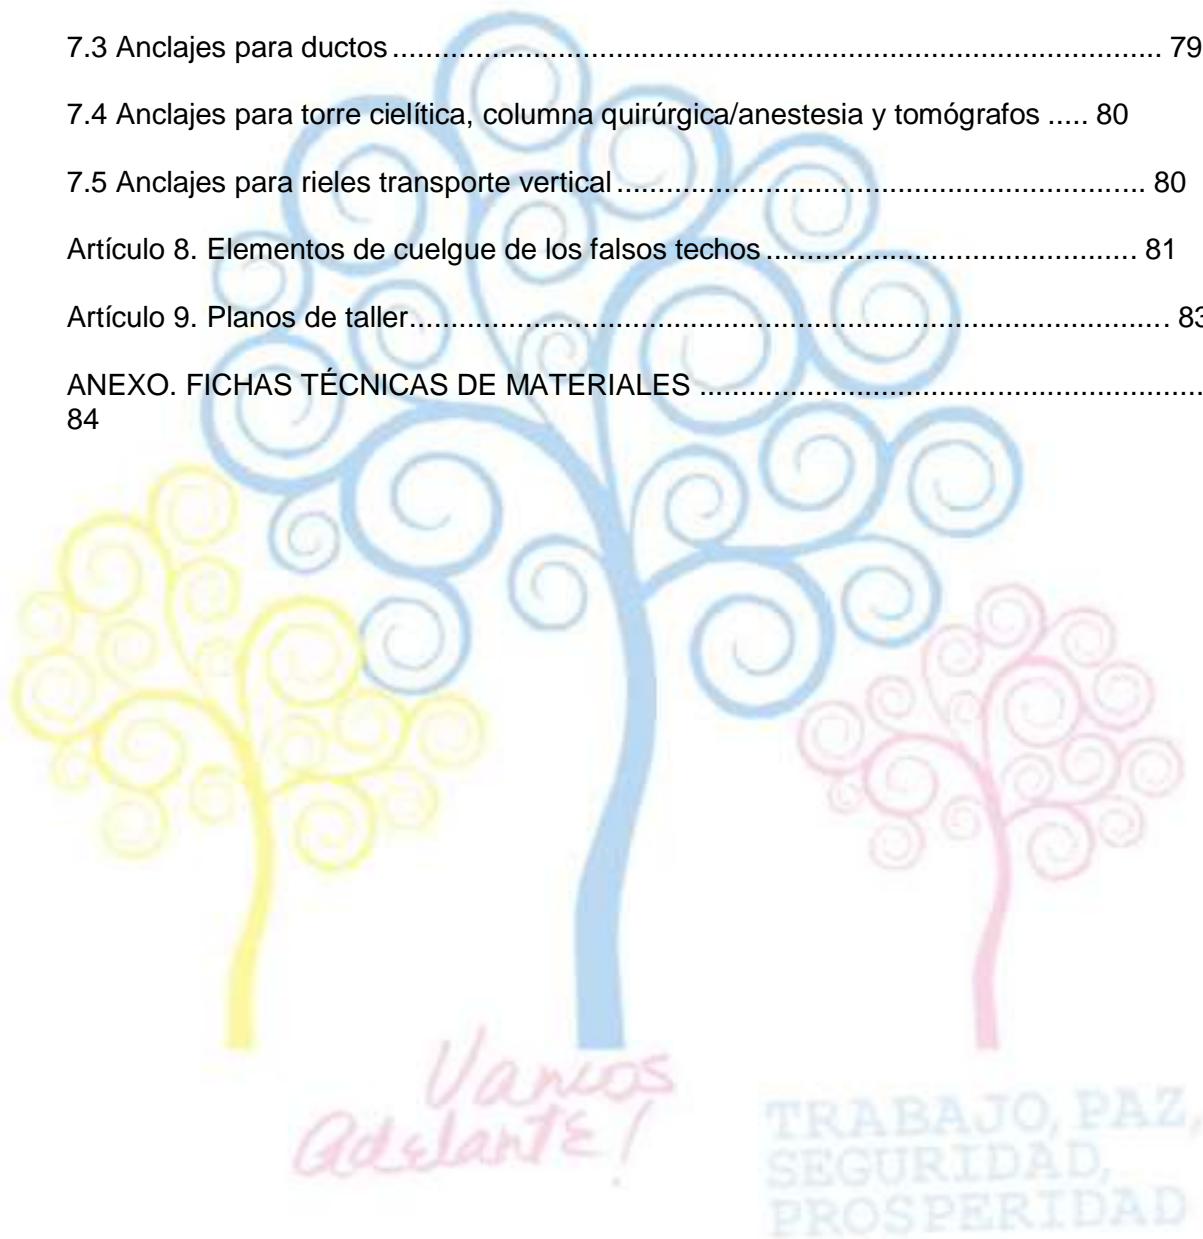 7.3 Anclajes para ductos ................................................................................................ 79
7.4 Anclajes para torre cielítica, columna quirúrgica/anestesia y tomógrafos ..... 80
7.5 Anclajes para rieles transporte vertical .................................................................. 80
Artículo 8. Elementos de cuelgue de los falsos techos .............................................. 81
Artículo 9. Planos de taller............................................................................................... 83
ANEXO. FICHAS TÉCNICAS DE MATERIALES ...............................................................
84
Vamos
adelante!
TRABAJO, PAZ,
SEGURIDAD,
PROSPERIDAD